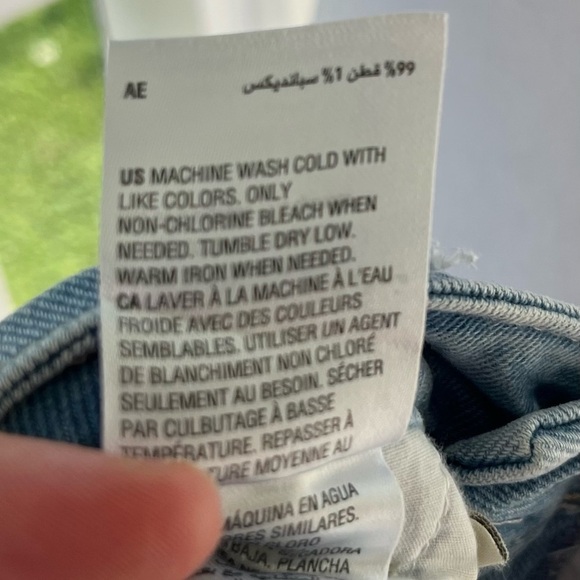 AE
99% قطن 1% سبانديكس
US MACHINE WASH COLD WITH
LIKE COLORS. ONLY
NON-CHLORINE BLEACH WHEN
NEEDED. TUMBLE DRY LOW.
WARM IRON WHEN NEEDED.
CA LAVER À LA MACHINE À L'EAU
FROIDE AVEC DES COULEURS
SEMBLABLES. UTILISER UN AGENT
DE BLANCHIMENT NON CHLORÉ
SEULEMENT AU BESOIN. SÉCHER
PAR CULBUTAGE À BASSE
TEMPÉRATURE. REPASSER À
MOYENNE AU
EN AGUA
SIMILARES.
PLANCHA